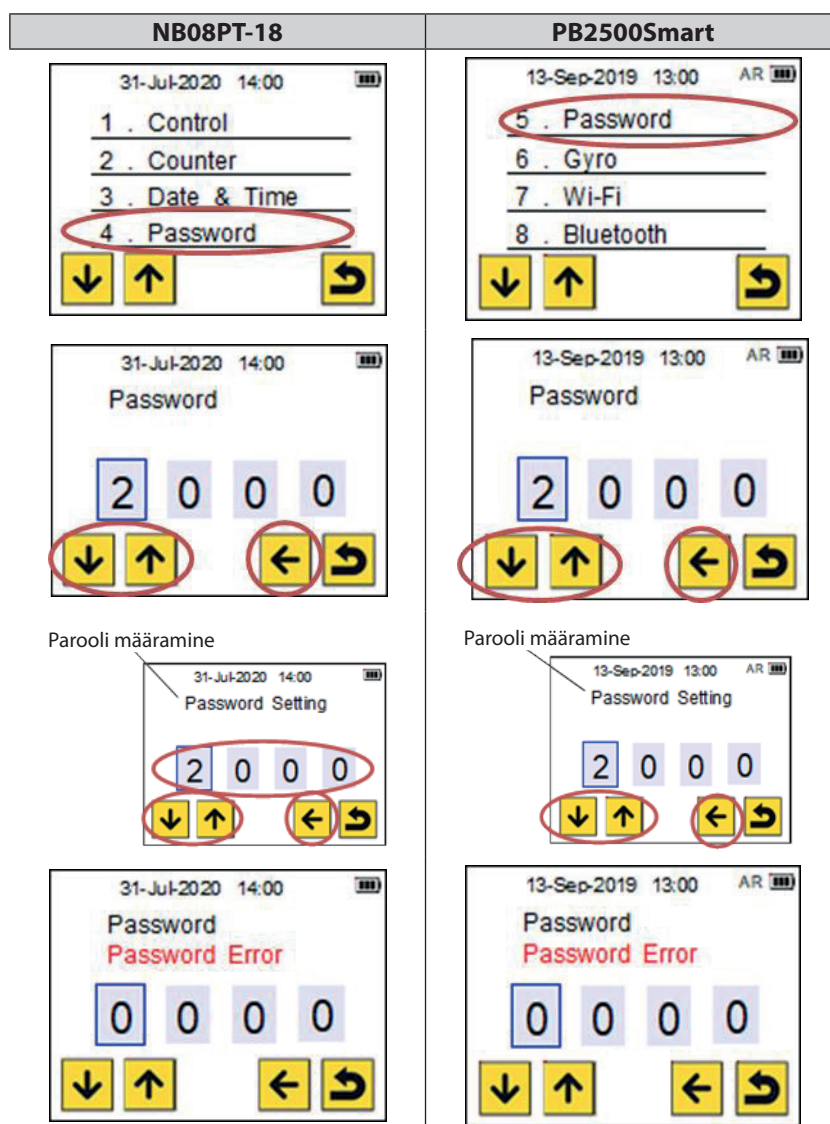 NB08PT-18
PB2500Smart
31-Jul-2020 14:00
1 . Control
2 . Counter
3 . Date & Time
4 . Password
13-Sep-2019 13:00 AR
5 . Password
6 . Gyro
7 . Wi-Fi
8 . Bluetooth
31-Jul-2020 14:00
Password
2 0 0 0
13-Sep-2019 13:00 AR
Password
2 0 0 0
Parooli määramine
31-Jul-2020 14:00
Password Setting
2 0 0 0
Parooli määramine
13-Sep-2019 13:00 AR
Password Setting
2 0 0 0
31-Jul-2020 14:00
Password
Password Error
0 0 0 0
13-Sep-2019 13:00 AR
Password
Password Error
0 0 0 0